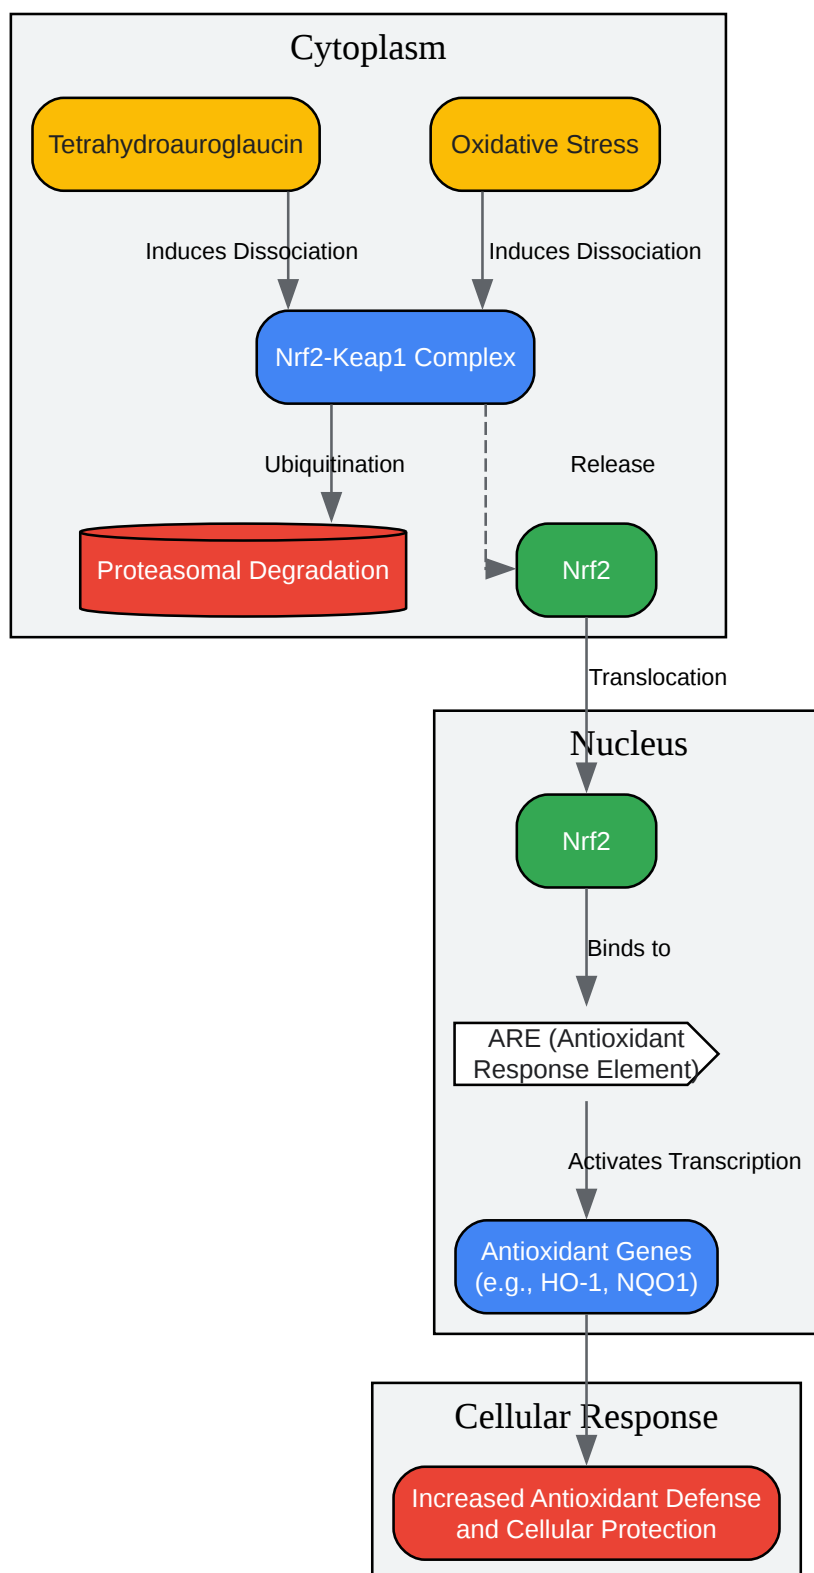 Cytoplasm
Tetrahydroauroglaucin
Oxidative Stress
Induces Dissociation
Induces Dissociation
Nrf2-Keap1 Complex
Ubiquitination
Release
Proteasomal Degradation
Nrf2
Translocation
Nucleus
Nrf2
Binds to
ARE (Antioxidant
Response Element)
Activates Transcription
Antioxidant Genes
(e.g., HO-1, NQO1)
Cellular Response
Increased Antioxidant Defense
and Cellular Protection